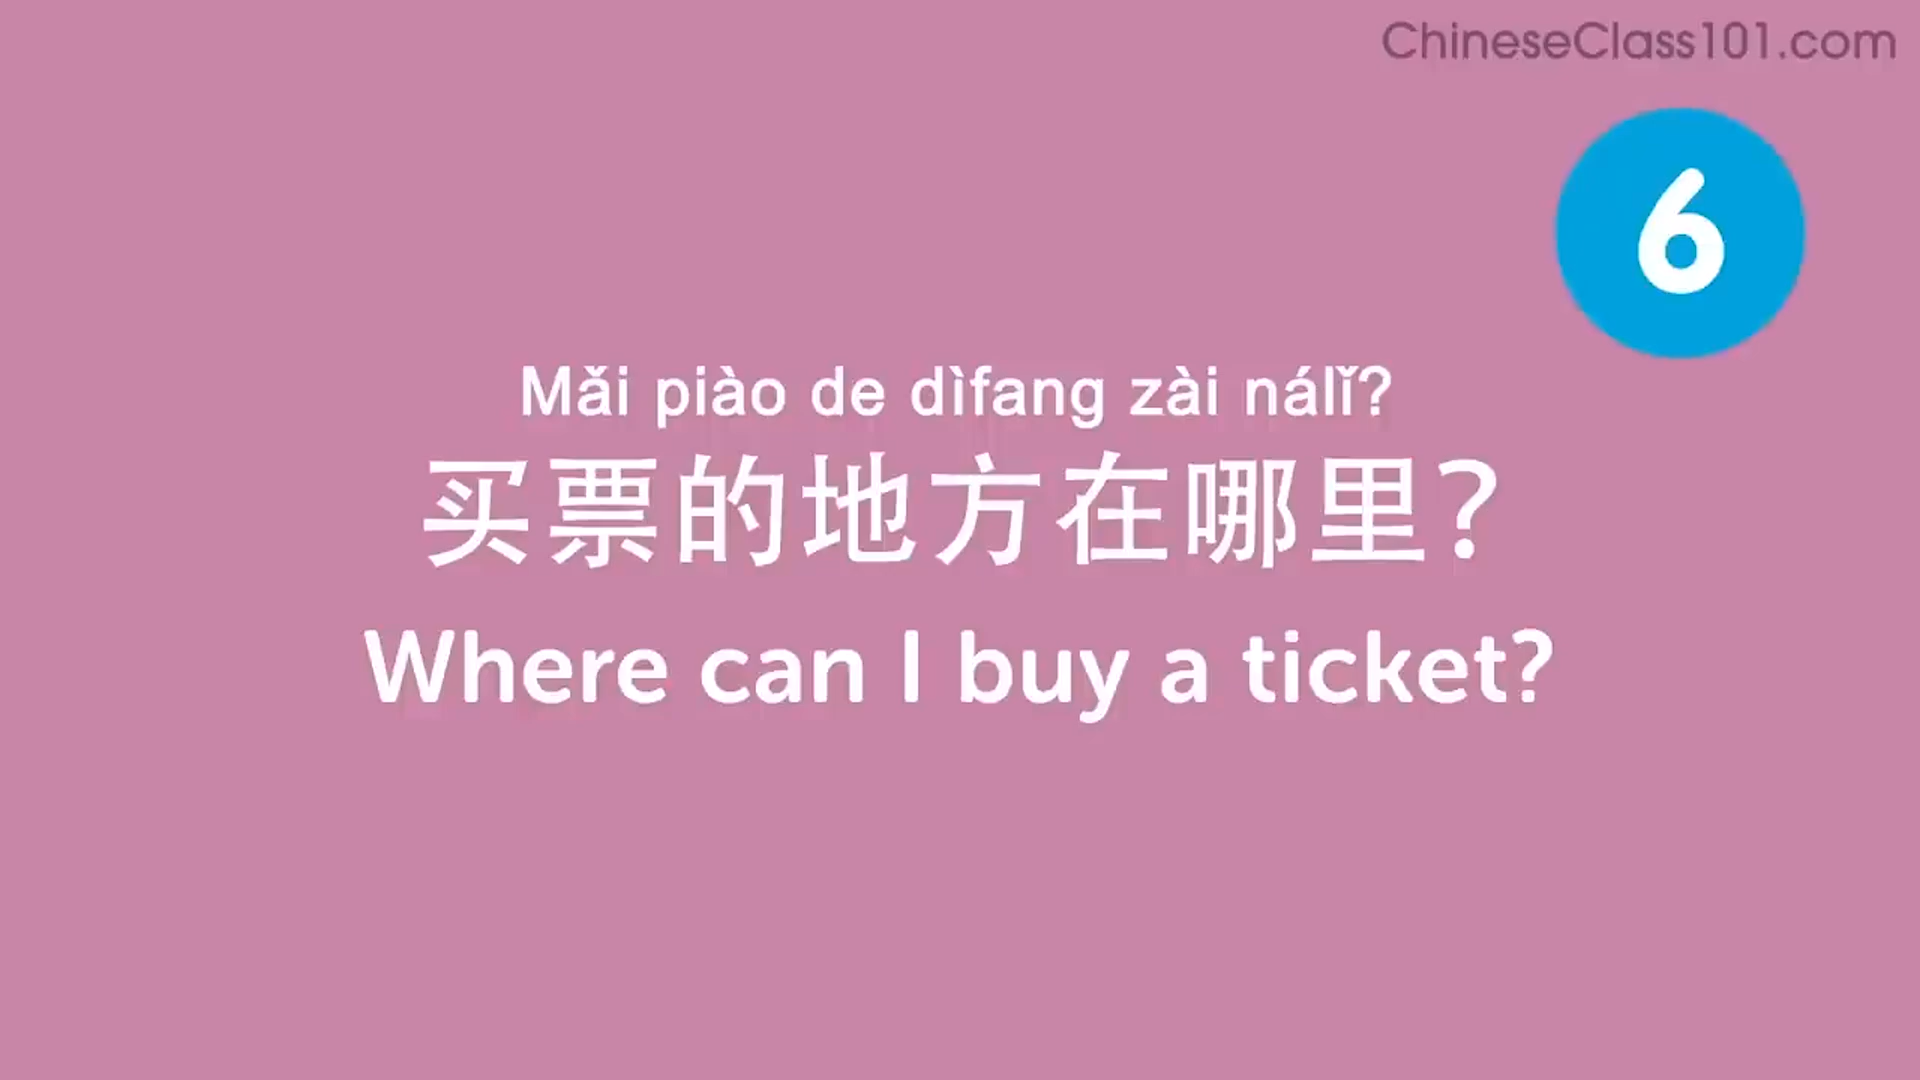 ChineseClass101.com
6
Mǎi piào de dìfang zài nálǐ?
买票的地方在哪里?
Where can I buy a ticket?